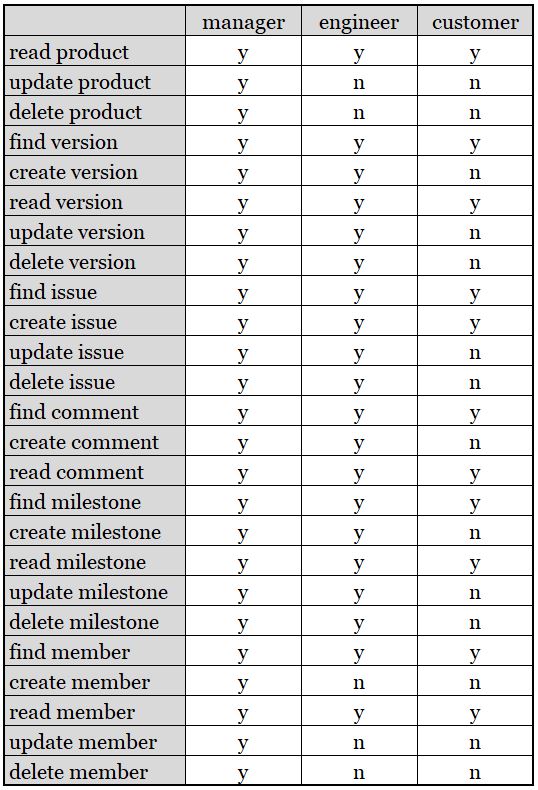 manager engineer customer
read product y y y
update product y n n
delete product y n n
find version y y y
create version y y n
read version y y y
update version y y n
delete version y y n
find issue y y y
create issue y y y
update issue y y n
delete issue y y n
find comment y y y
create comment y y n
read comment y y y
find milestone y y y
create milestone y y n
read milestone y y y
update milestone y y n
delete milestone y y n
find member y y y
create member y n n
read member y y y
update member y n n
delete member y n n